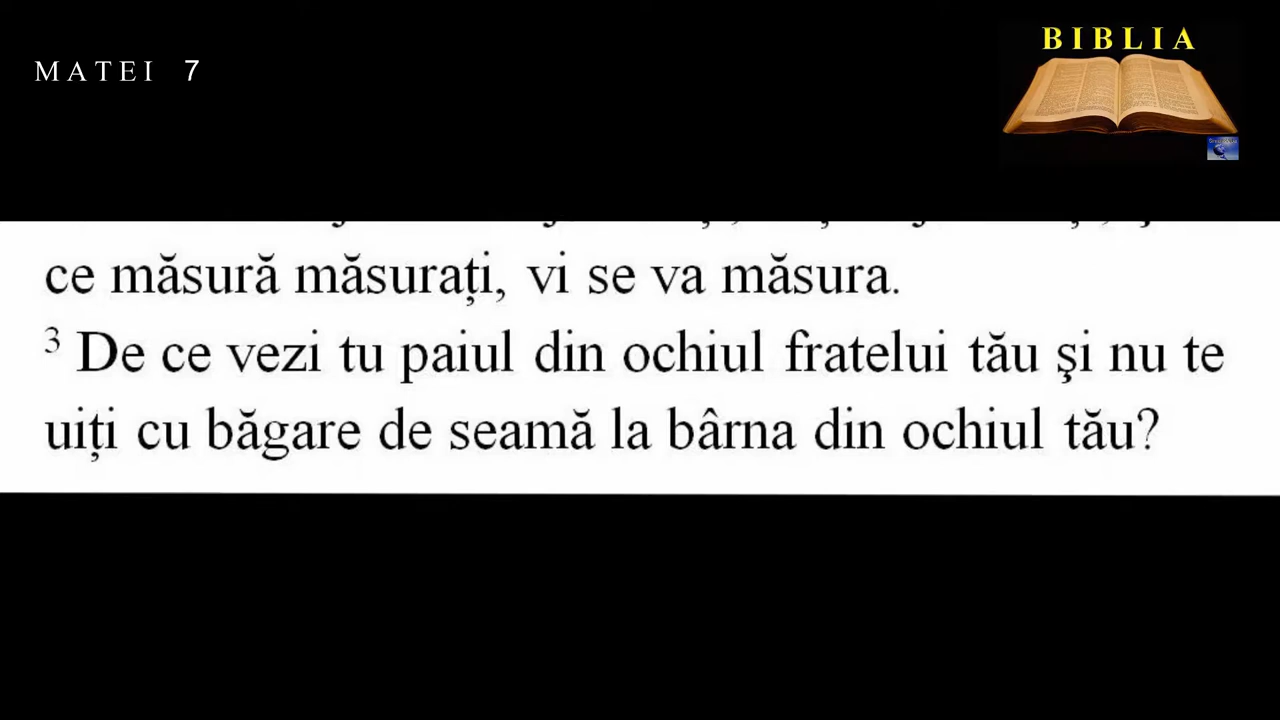 BIBLIA
MATEI 7
ce măsură măsurați, vi se va măsura.
3 De ce vezi tu paiul din ochiul fratelui tău şi nu te
uiți cu băgare de seamă la bârna din ochiul tău?